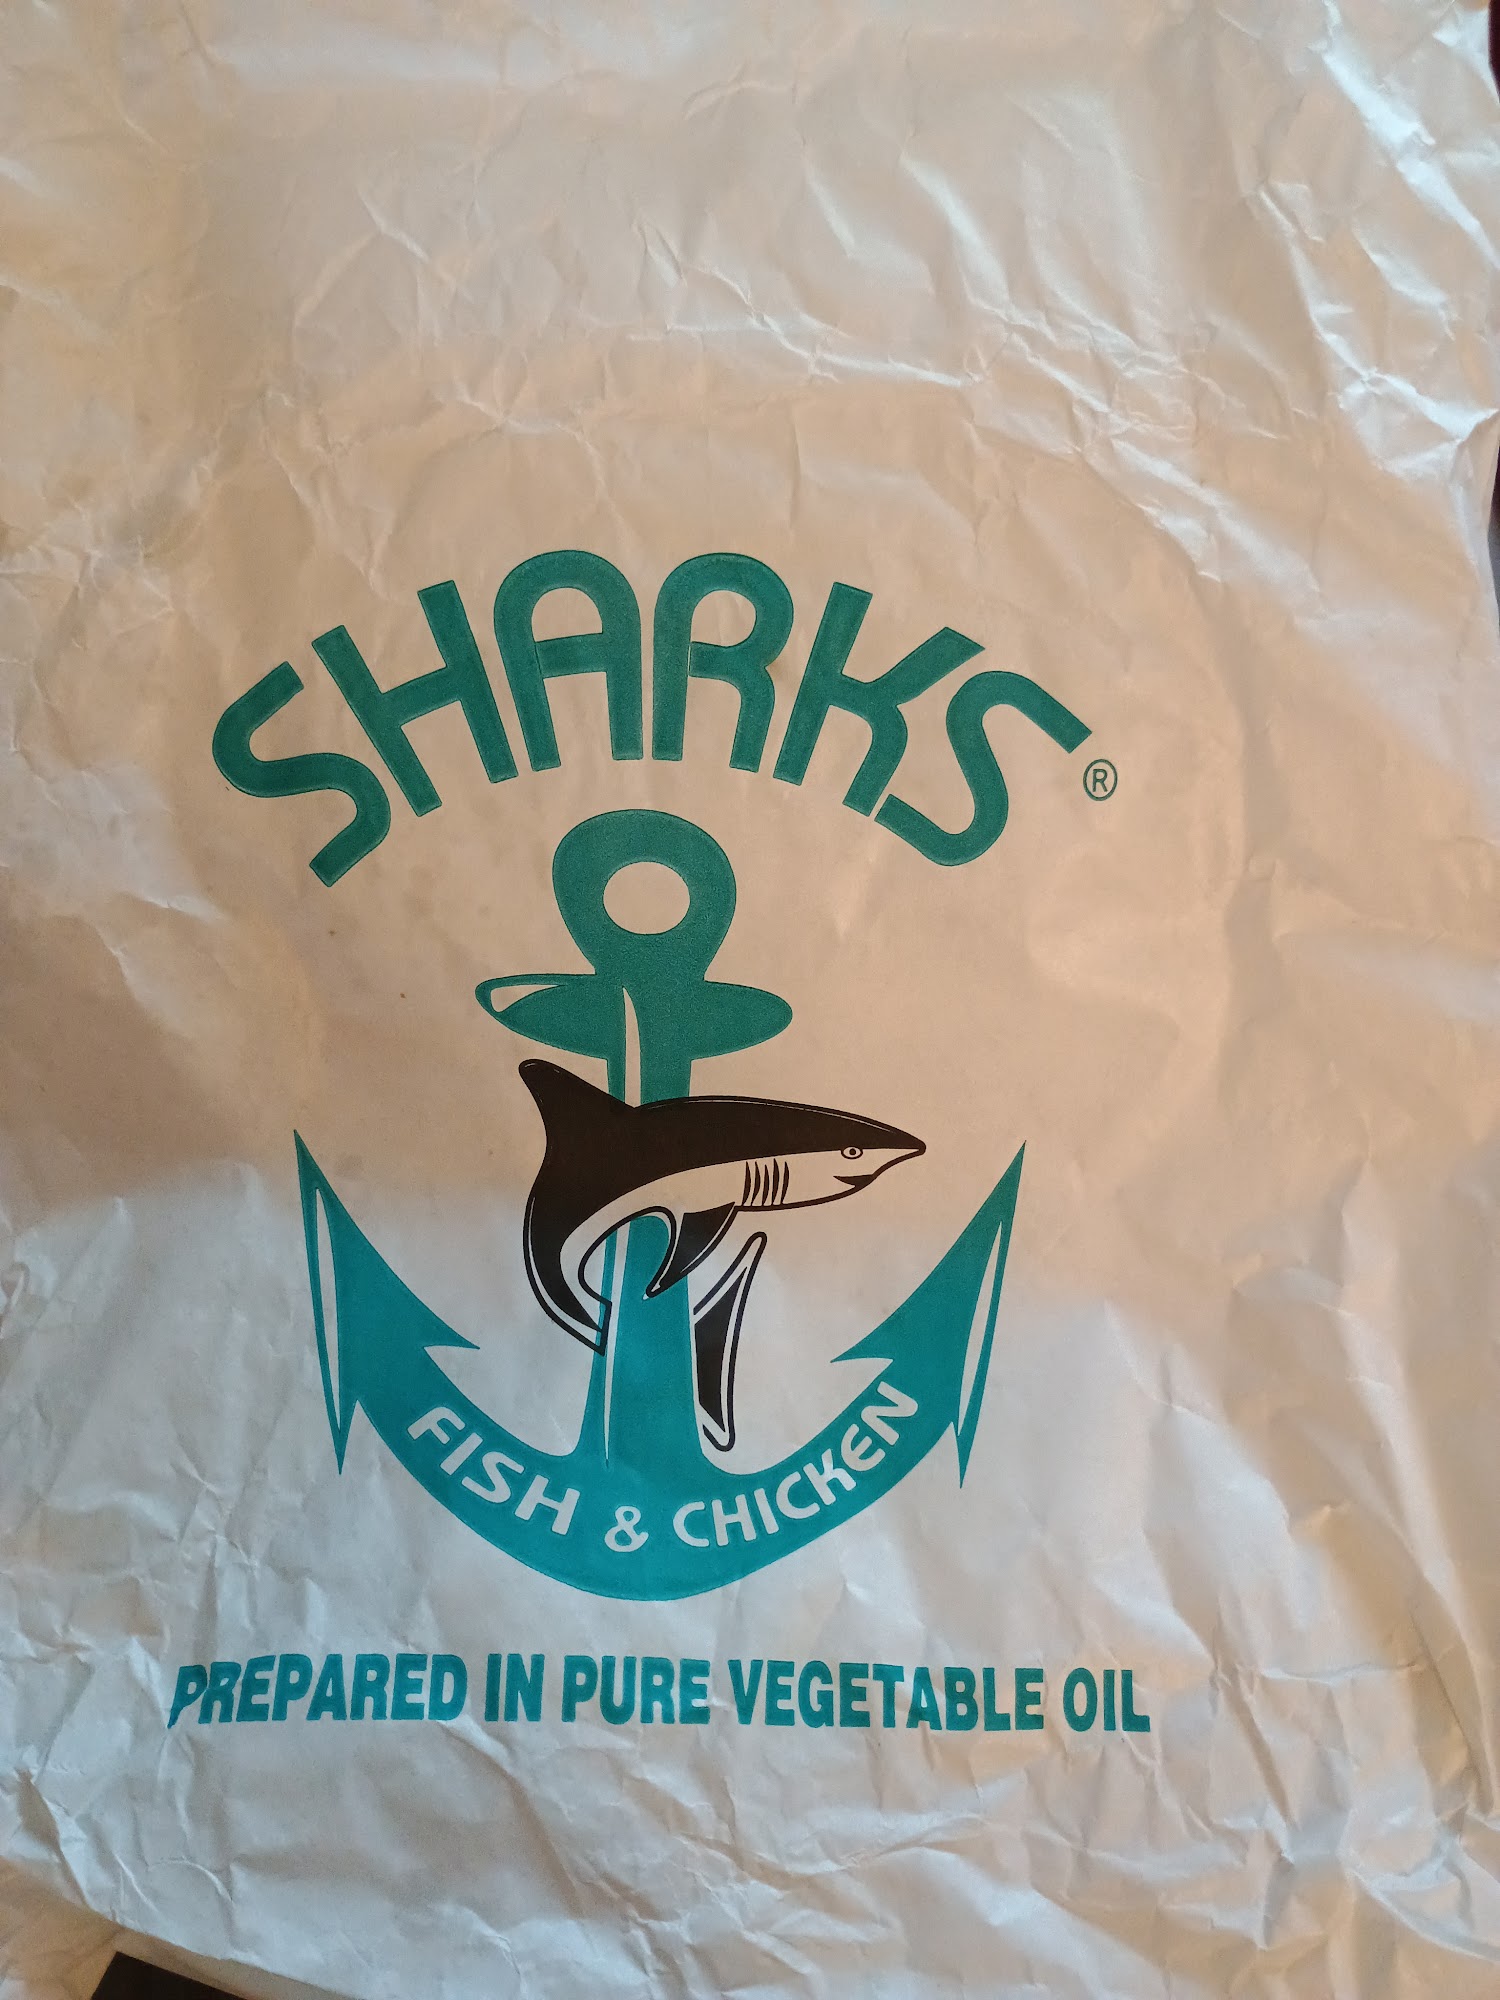 SHARKS®
FISH & CHICKEN
PREPARED IN PURE VEGETABLE OIL